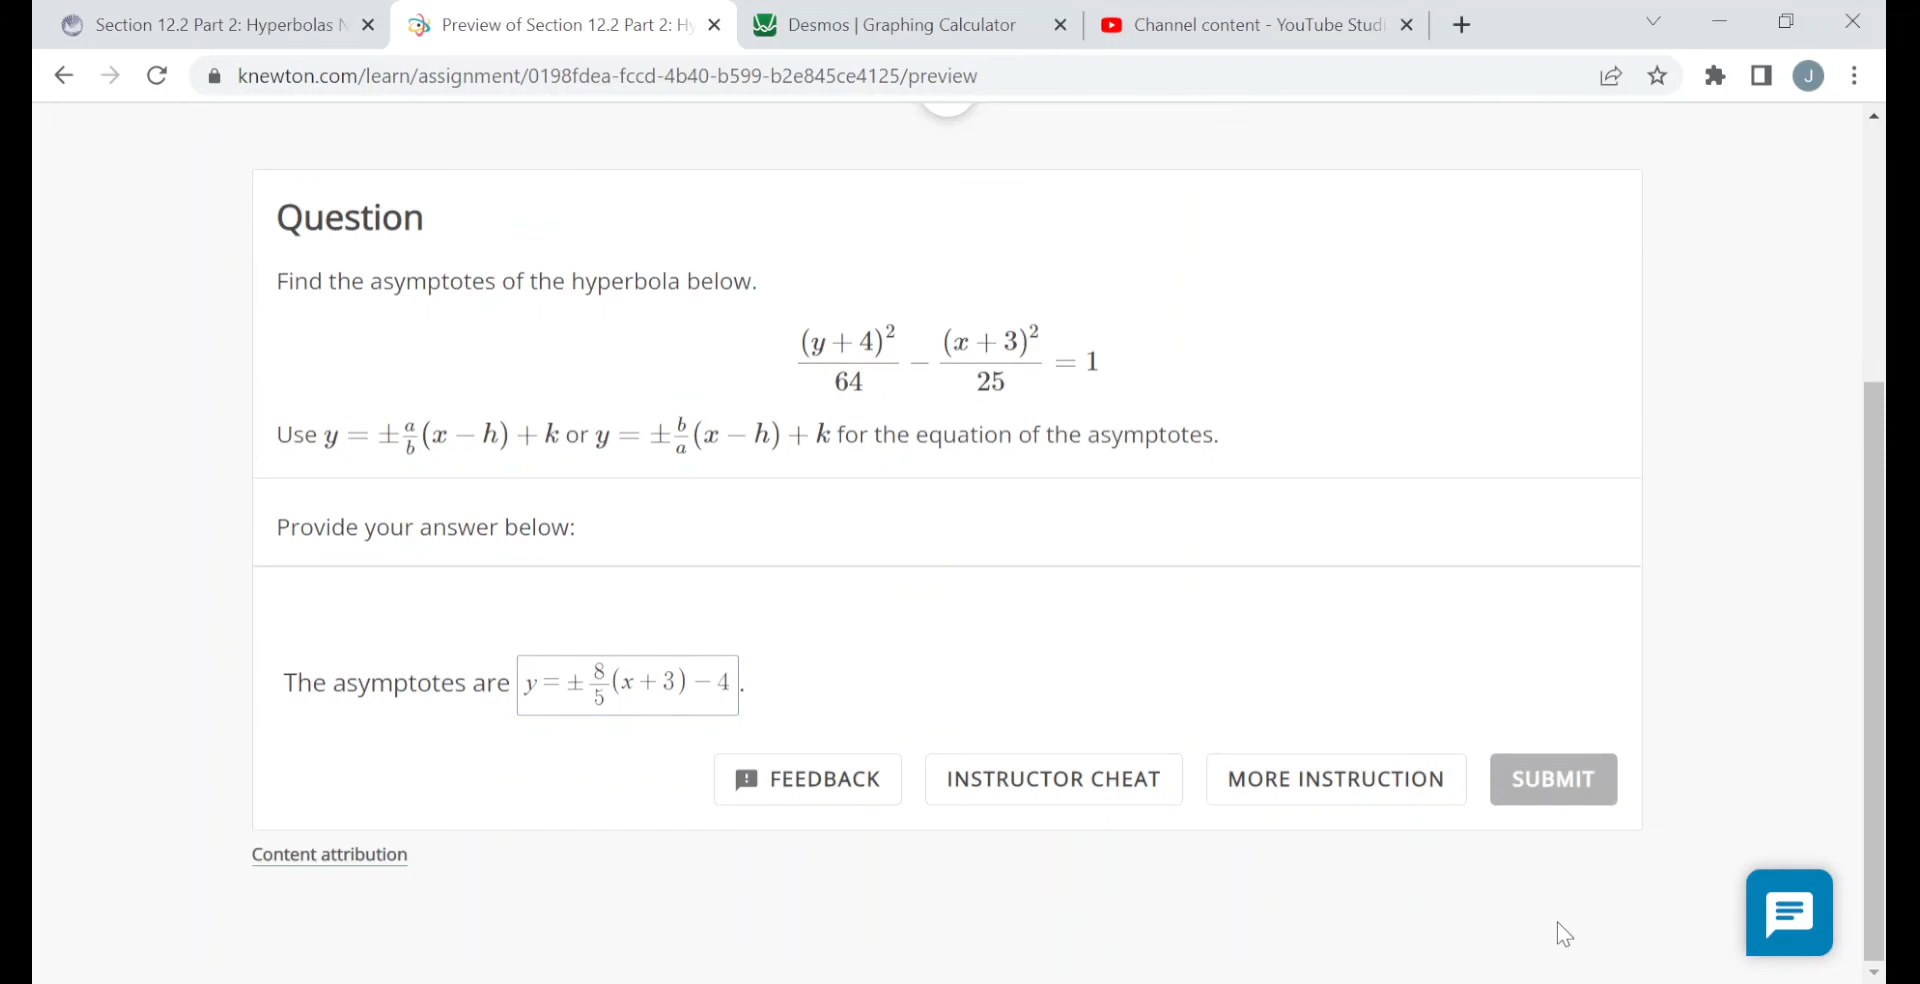 Section 12.2 Part 2: Hyperbolas N
Preview of Section 12.2 Part 2: Hy
Desmos | Graphing Calculator
Channel content - YouTube Studi
knewton.com/learn/assignment/0198fdea-fccd-4b40-b599-b2e845ce4125/preview
J
Question
Find the asymptotes of the hyperbola below.
(y + 4)²/64 − (x + 3)²/25 = 1
Use y = ±a/b(x − h) + k or y = ±b/a(x − h) + k for the equation of the asymptotes.
Provide your answer below:
The asymptotes are y = ± 8/5(x + 3) − 4.
FEEDBACK
INSTRUCTOR CHEAT
MORE INSTRUCTION
SUBMIT
Content attribution